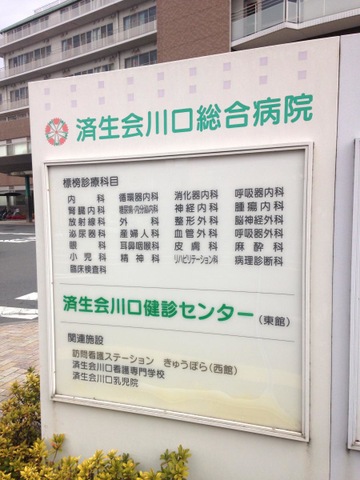 済生会川口総合病院
標榜診療科目
内科 循環器内科 消化器内科 呼吸器内科
腎臓内科 糖尿病・内分泌内科 神経内科 腫瘍内科
放射線科 外科 整形外科 脳神経外科
泌尿器科 産婦人科 血管外科 呼吸器外科
眼科 耳鼻咽喉科 皮膚科 麻酔科
小児科 精神科 リハビリテーション科 病理診断科
臨床検査科
済生会川口健診センター(東館)
関連施設
訪問看護ステーション きゅうぽら(西館)
済生会川口看護専門学校
済生会川口乳児院